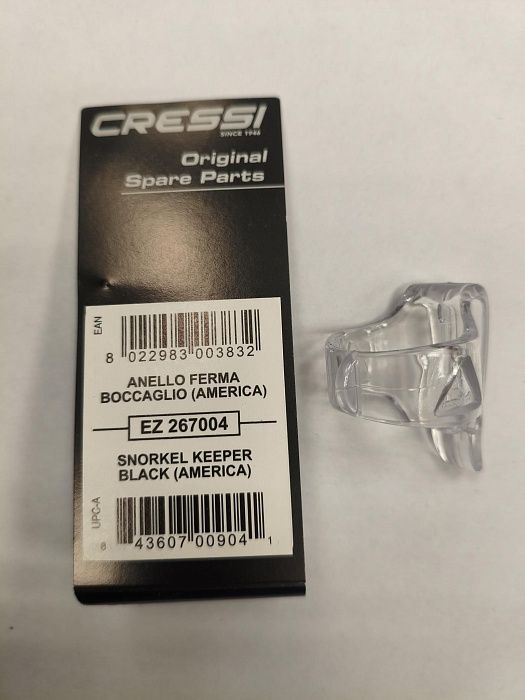 CRESSI
SINCE 1946
Original
Spare Parts
EAN
8 022983 003832
ANELLO FERMA
BOCCAGLIO (AMERICA)
EZ 267004
SNORKEL KEEPER
BLACK (AMERICA)
UPC-A
8 43607 00904 1